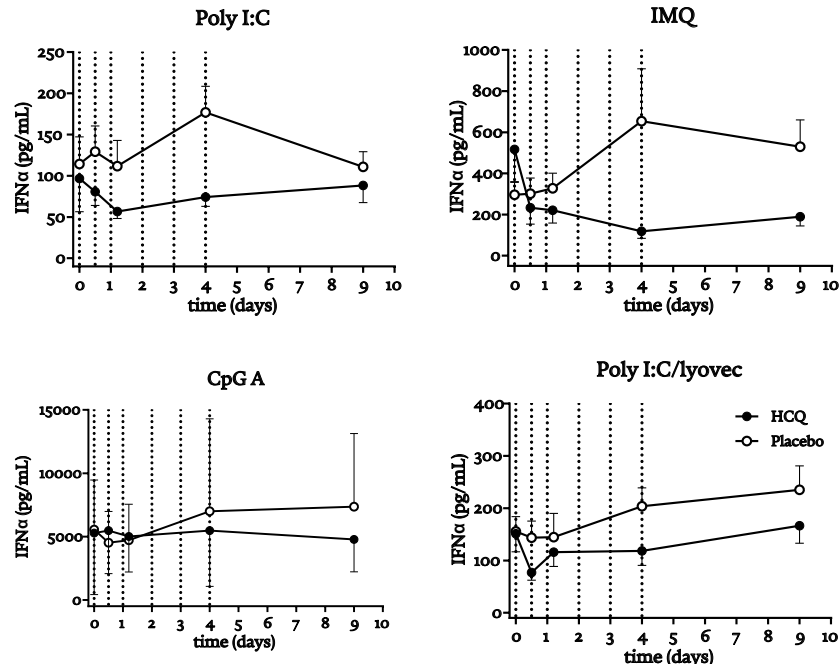 Poly I:C
IFNα (pg/mL)
250
200
150
100
50
0
0 1 2 3 4 5 6 7 8 9 10
time (days)
IMQ
IFNα (pg/mL)
1000
800
600
400
200
0
0 1 2 3 4 5 6 7 8 9 10
time (days)
CpG A
IFNα (pg/mL)
15000
10000
5000
0
0 1 2 3 4 5 6 7 8 9 10
time (days)
Poly I:C/lyovec
IFNα (pg/mL)
400
300
200
100
0
0 1 2 3 4 5 6 7 8 9 10
time (days)
HCQ
Placebo